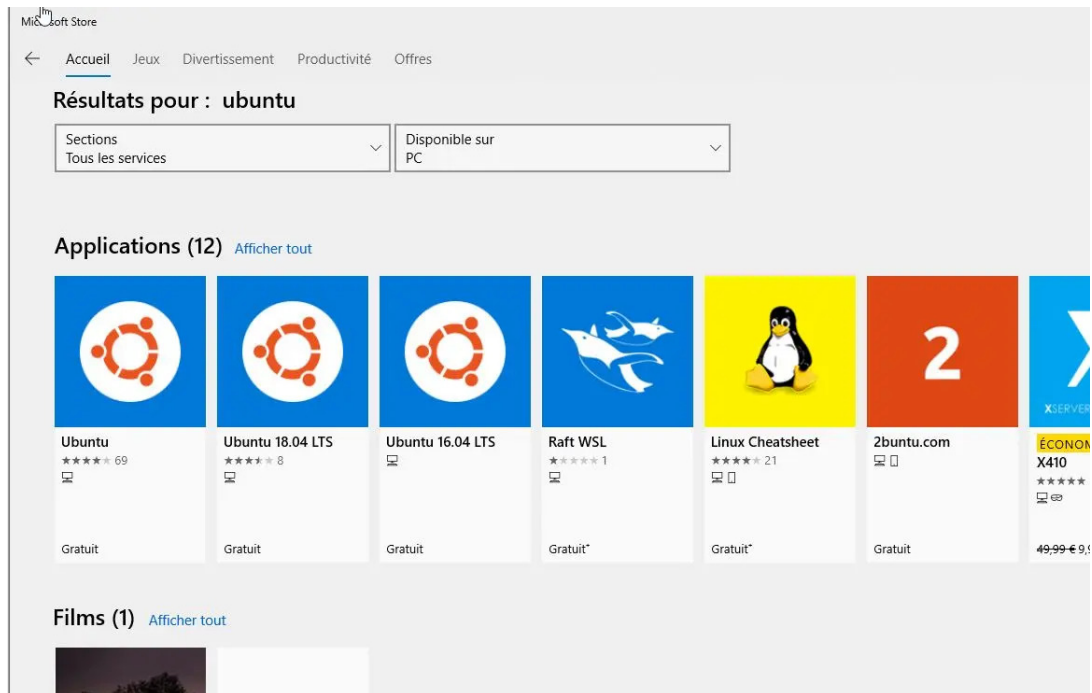 Microsoft Store
Accueil Jeux Divertissement Productivité Offres
Résultats pour : ubuntu
Sections
Tous les services
Disponible sur
PC
Applications (12) Afficher tout
2
XSERVER
Ubuntu
69
Gratuit
Ubuntu 18.04 LTS
8
Gratuit
Ubuntu 16.04 LTS
Gratuit
Raft WSL
1
Gratuit*
Linux Cheatsheet
21
Gratuit*
2buntu.com
Gratuit
X410
49,99 €
Films (1) Afficher tout